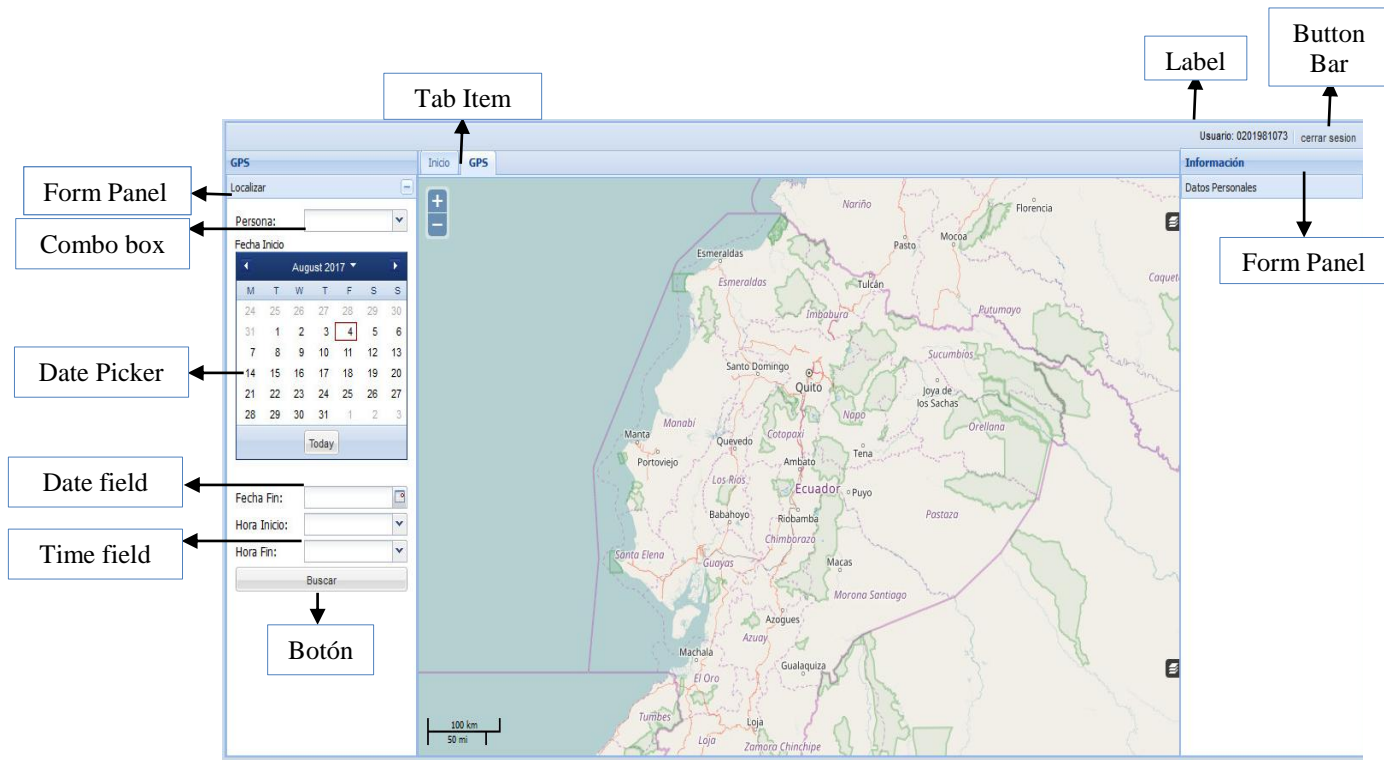 Button
Bar
Label
Tab Item
Usuario: 0201981073
cerrar sesion
GPS
Inicio
GPS
Información
Form Panel
Localizar
Datos Personales
Combo box
Persona:
Fecha Inicio
August 2017
M T W T F S S
24 25 26 27 28 29 30
31 1 2 3 4 5 6
7 8 9 10 11 12 13
14 15 16 17 18 19 20
21 22 23 24 25 26 27
28 29 30 31 1 2 3
Today
Form Panel
Date Picker
Date field
Fecha Fin:
Hora Inicio:
Time field
Hora Fin:
Buscar
Botón
+
−
Nariño
Florencia
Pasto
Mocoa
Esmeraldas
Caquet
Esmeraldas
Tulcán
Imbabura
Putumayo
Sucumbios
Santo Domingo
Quito
Joya de
los Sachas
Napo
Manabi
Orellana
Manta
Quevedo
Cotopaxi
Tena
Portoviejo
Ambato
Los Rios
Ecuador
Puyo
Babahoyo
Riobamba
Pastaza
Chimborazo
Santa Elena
Guayas
Macas
Morona Santiago
Azogues
Azuay
Machala
Gualaquiza
El Oro
Tumbes
Loja
Loja
Zamora Chinchipe
100 km
50 mi